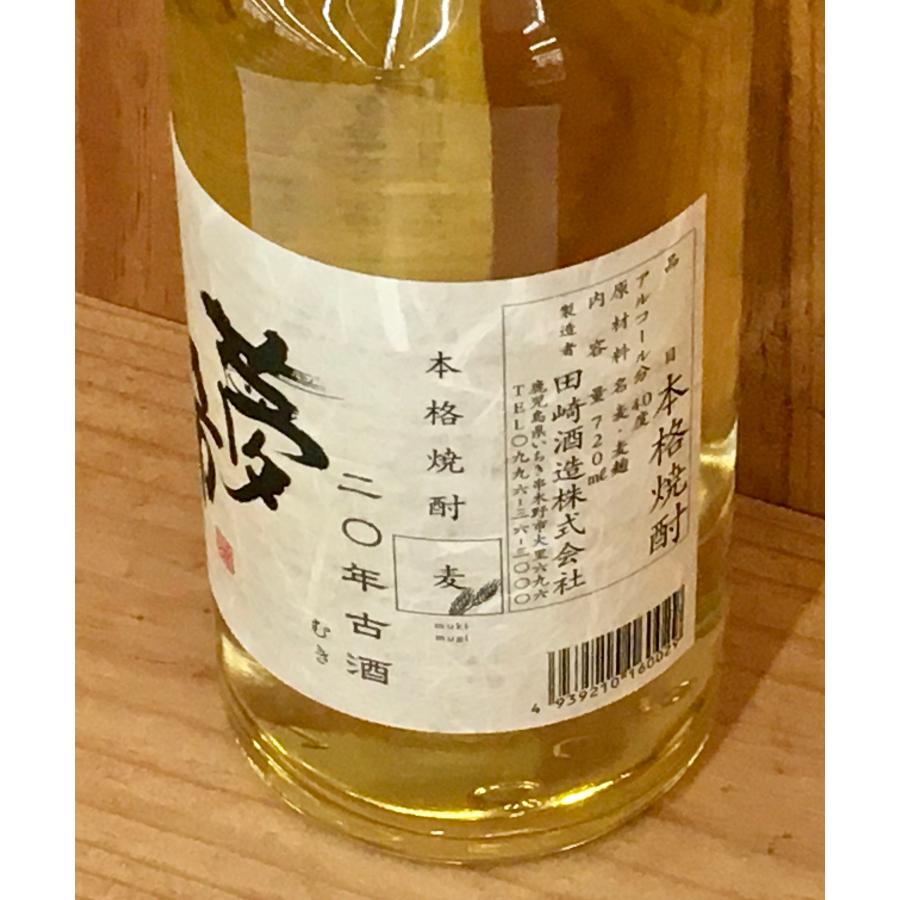 品目 本格焼酎
アルコール分 40度
原材料名 麦・麦麹
内容量 720ml
製造者 田崎酒造株式会社
鹿児島県いちき串木野市大里六九六
TEL〇九九六-三六-三〇〇〇
本格焼酎
麦
muki
mugi
二〇年古酒
むき
夢
4 939210 160029